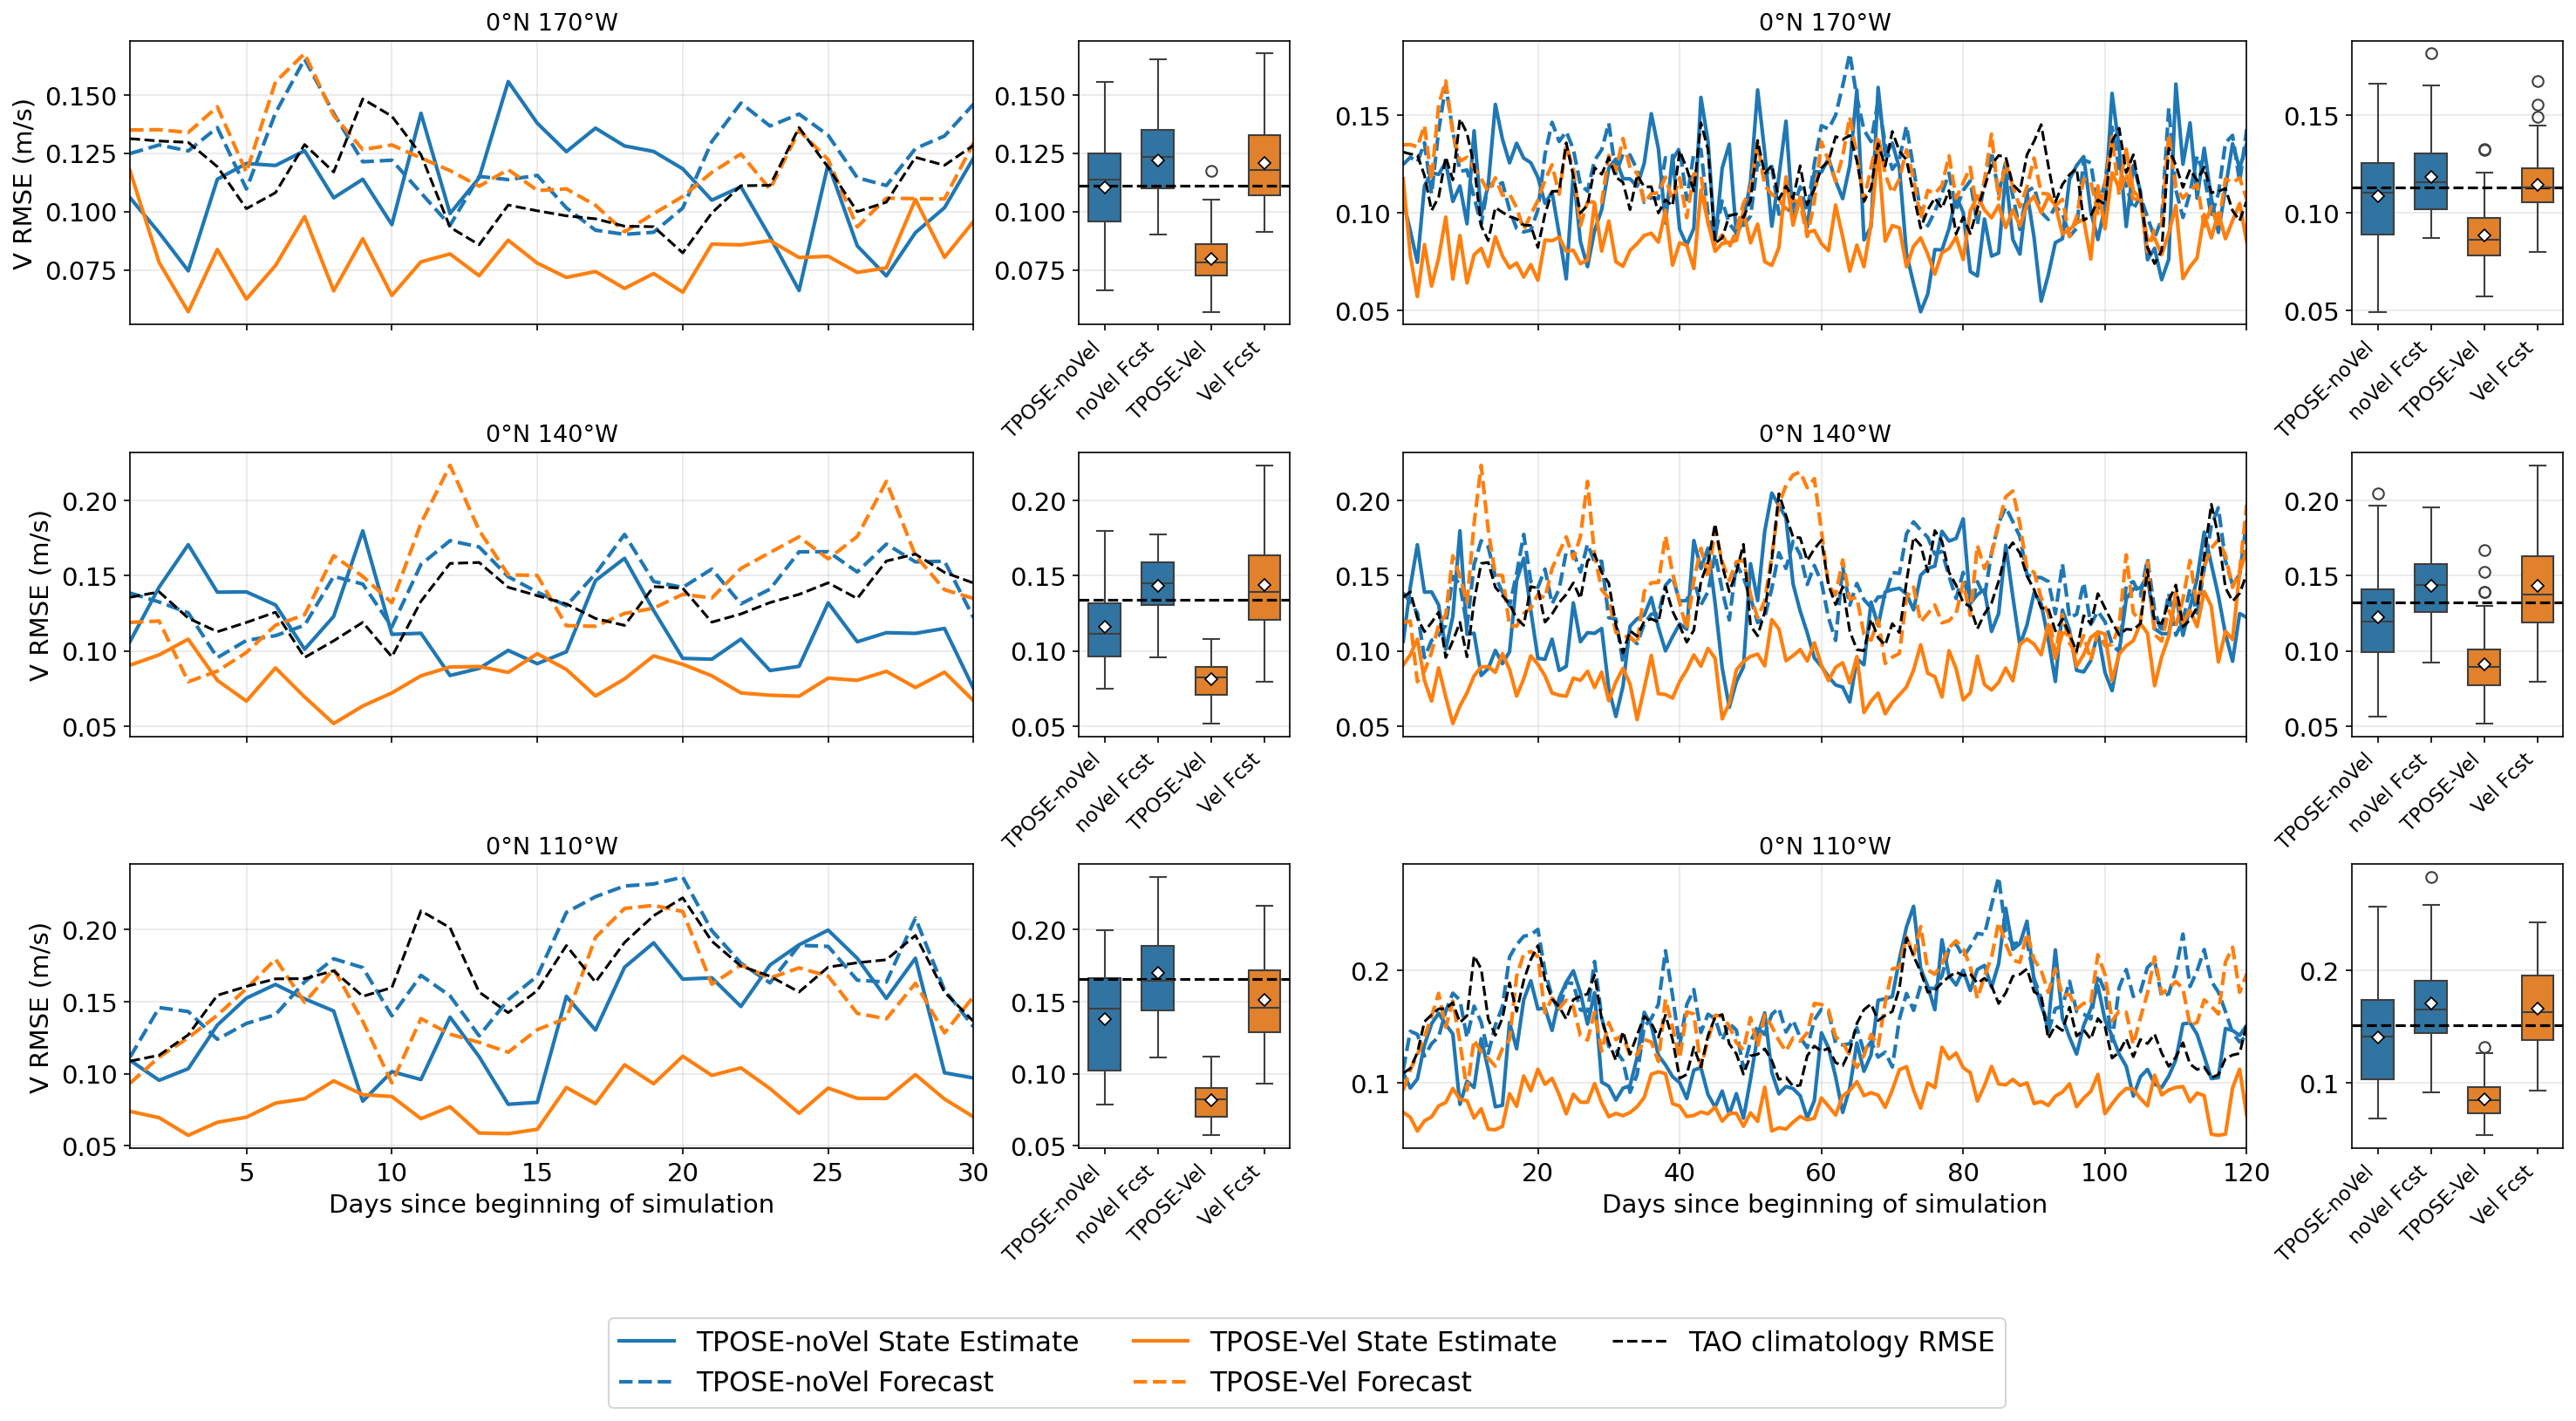 0°N 170°W
0°N 170°W
V RMSE (m/s)
0.150
0.125
0.100
0.075
0.150
0.125
0.100
0.075
0.15
0.10
0.05
0.15
0.10
0.05
TPOSE-noVel
noVel Fcst
TPOSE-Vel
Vel Fcst
TPOSE-noVel
noVel Fcst
TPOSE-Vel
Vel Fcst
0°N 140°W
0°N 140°W
V RMSE (m/s)
0.20
0.15
0.10
0.05
0.20
0.15
0.10
0.05
0.20
0.15
0.10
0.05
0.20
0.15
0.10
0.05
TPOSE-noVel
noVel Fcst
TPOSE-Vel
Vel Fcst
TPOSE-noVel
noVel Fcst
TPOSE-Vel
Vel Fcst
0°N 110°W
0°N 110°W
V RMSE (m/s)
0.20
0.15
0.10
0.05
0.20
0.15
0.10
0.05
0.2
0.1
0.2
0.1
5 10 15 20 25 30
20 40 60 80 100 120
Days since beginning of simulation
Days since beginning of simulation
TPOSE-noVel
noVel Fcst
TPOSE-Vel
Vel Fcst
TPOSE-noVel
noVel Fcst
TPOSE-Vel
Vel Fcst
TPOSE-noVel State Estimate
TPOSE-noVel Forecast
TPOSE-Vel State Estimate
TPOSE-Vel Forecast
TAO climatology RMSE